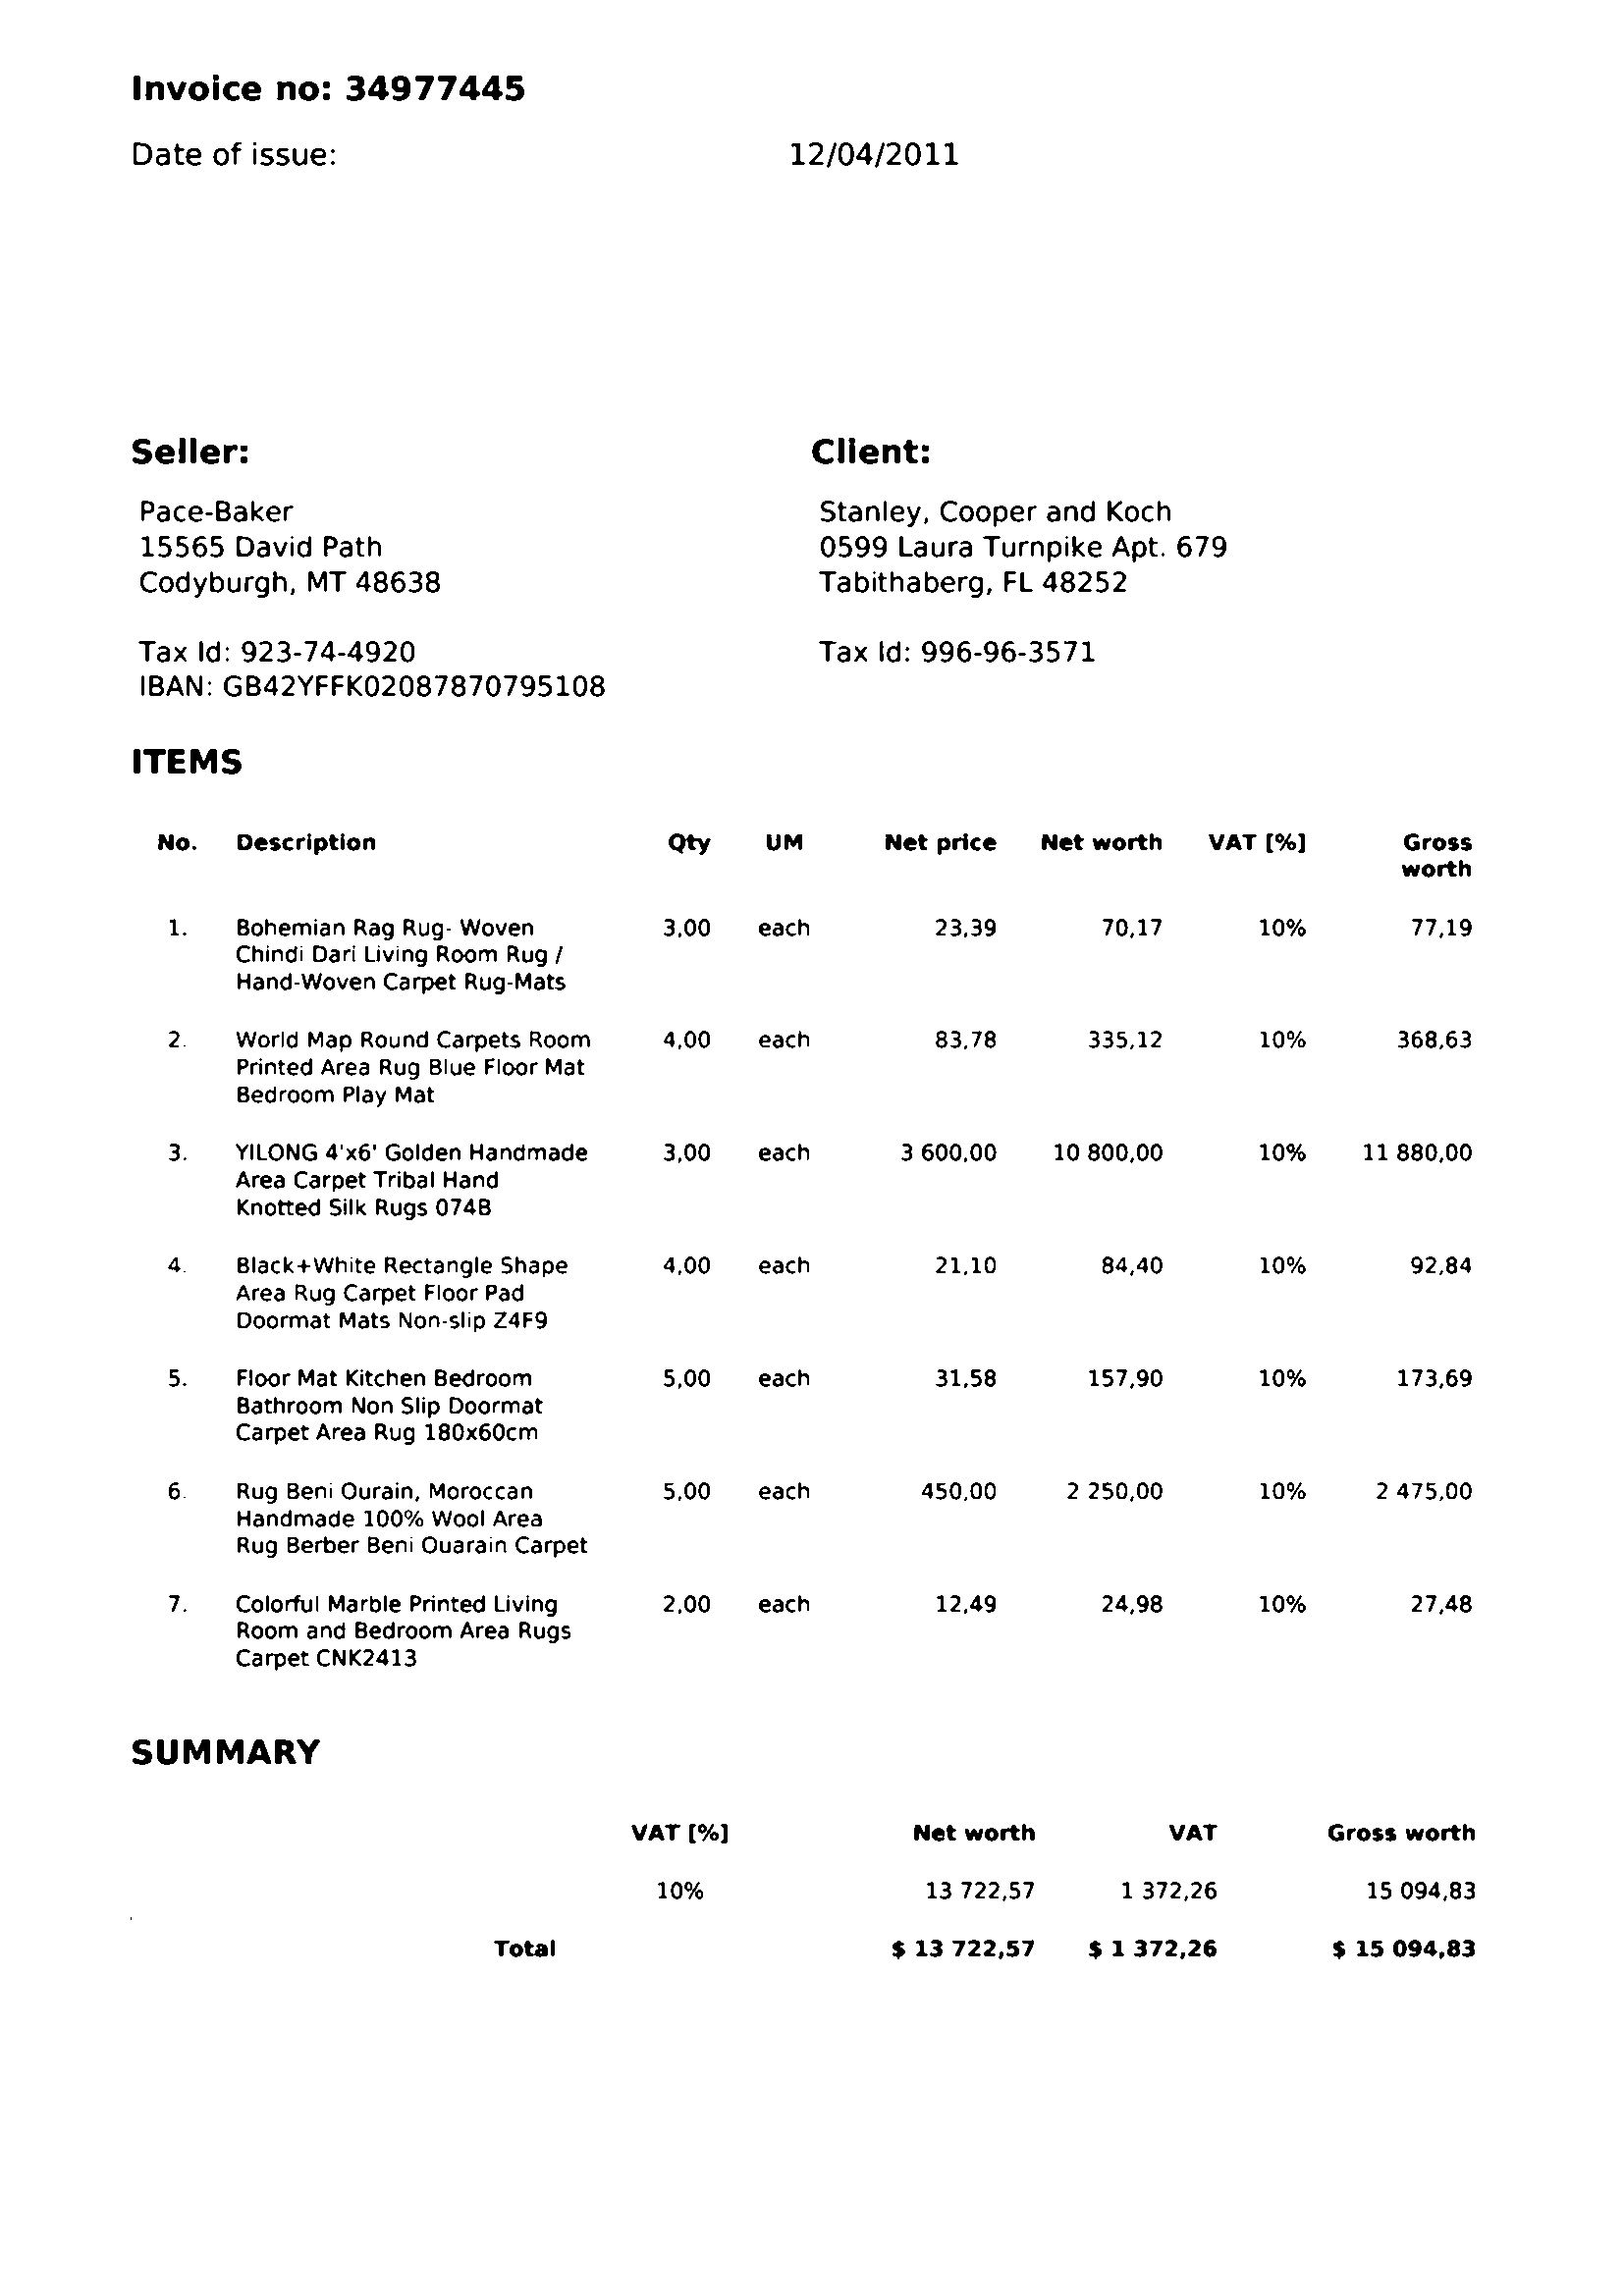 Invoice no: 34977445
Date of issue: 12/04/2011
Seller: Client:
Pace-Baker Stanley, Cooper and Koch
15565 David Path 0599 Laura Turnpike Apt. 679
Codyburgh, MT 48638 Tabithaberg, FL 48252
Tax Id: 923-74-4920 Tax Id: 996-96-3571
IBAN: GB42YFFK02087870795108
ITEMS
No. Description Qty UM Net price Net worth VAT [%] Gross
worth
1. Bohemian Rag Rug- Woven 3,00 each 23,39 70,17 10% 77,19
Chindi Dari Living Room Rug /
Hand-Woven Carpet Rug-Mats
2. World Map Round Carpets Room 4,00 each 83,78 335,12 10% 368,63
Printed Area Rug Blue Floor Mat
Bedroom Play Mat
3. YILONG 4'x6' Golden Handmade 3,00 each 3 600,00 10 800,00 10% 11 880,00
Area Carpet Tribal Hand
Knotted Silk Rugs 074B
4. Black+White Rectangle Shape 4,00 each 21,10 84,40 10% 92,84
Area Rug Carpet Floor Pad
Doormat Mats Non-slip Z4F9
5. Floor Mat Kitchen Bedroom 5,00 each 31,58 157,90 10% 173,69
Bathroom Non Slip Doormat
Carpet Area Rug 180x60cm
6. Rug Beni Ourain, Moroccan 5,00 each 450,00 2 250,00 10% 2 475,00
Handmade 100% Wool Area
Rug Berber Beni Ouarain Carpet
7. Colorful Marble Printed Living 2,00 each 12,49 24,98 10% 27,48
Room and Bedroom Area Rugs
Carpet CNK2413
SUMMARY
VAT [%] Net worth VAT Gross worth
10% 13 722,57 1 372,26 15 094,83
Total $ 13 722,57 $ 1 372,26 $ 15 094,83